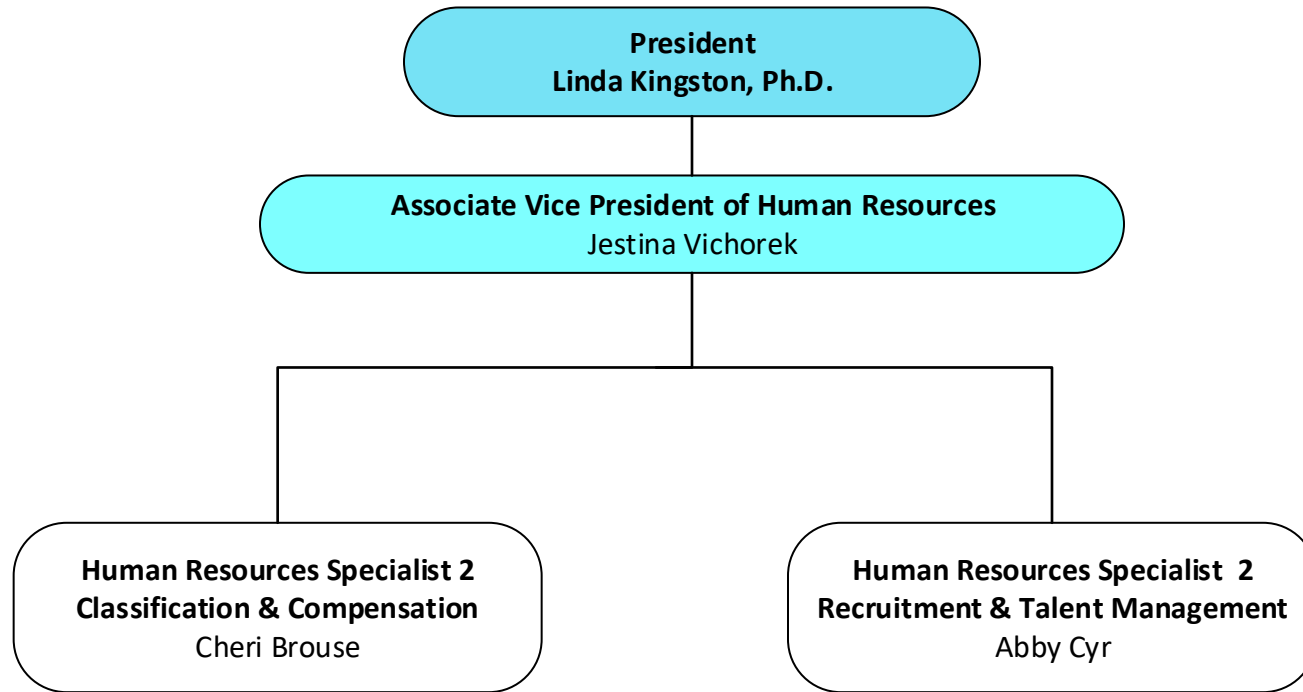 President
Linda Kingston, Ph.D.
Associate Vice President of Human Resources
Jestina Vichorek
Human Resources Specialist 2
Classification & Compensation
Cheri Brouse
Human Resources Specialist  2
Recruitment & Talent Management
Abby Cyr